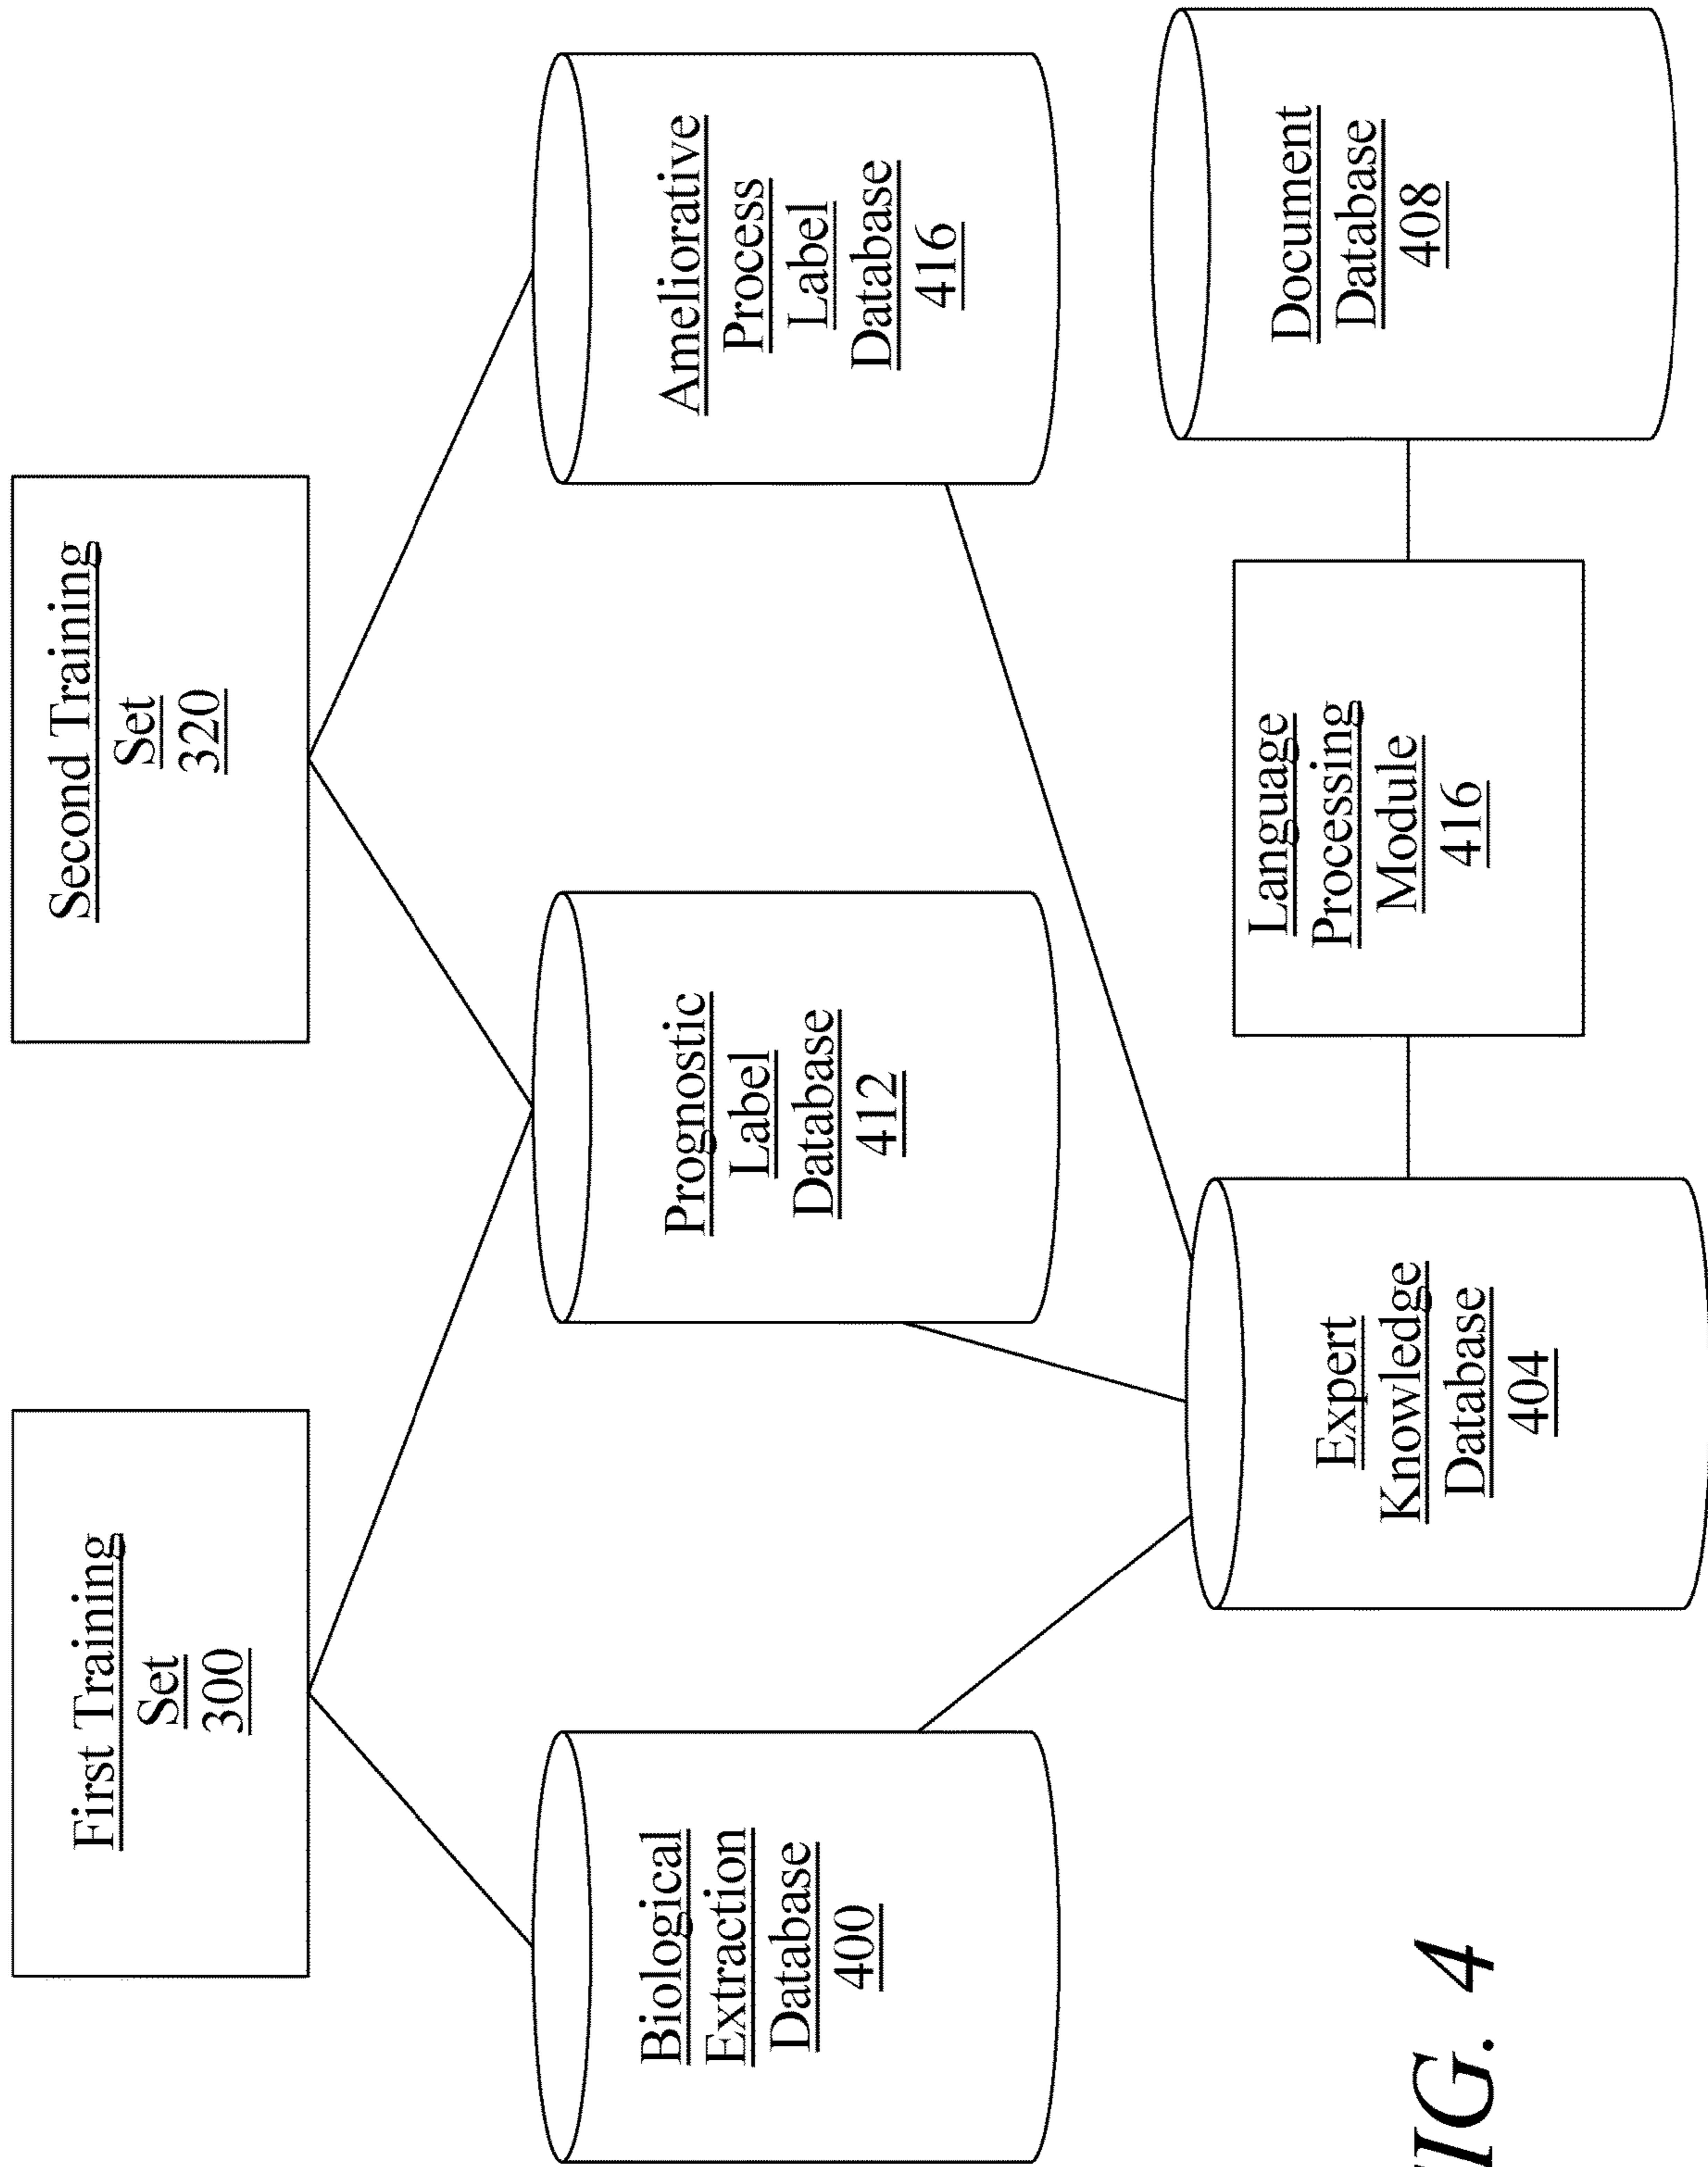 First Training
Set
300
Second Training
Set
320
Biological
Extraction
Database
400
Prognostic
Label
Database
412
Ameliorative
Process
Label
Database
416
Expert
Knowledge
Database
404
Language
Processing
Module
416
Document
Database
408
FIG. 4